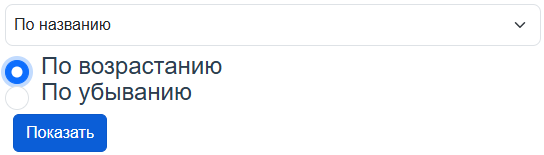 По названию
По возрастанию
По убыванию
Показать